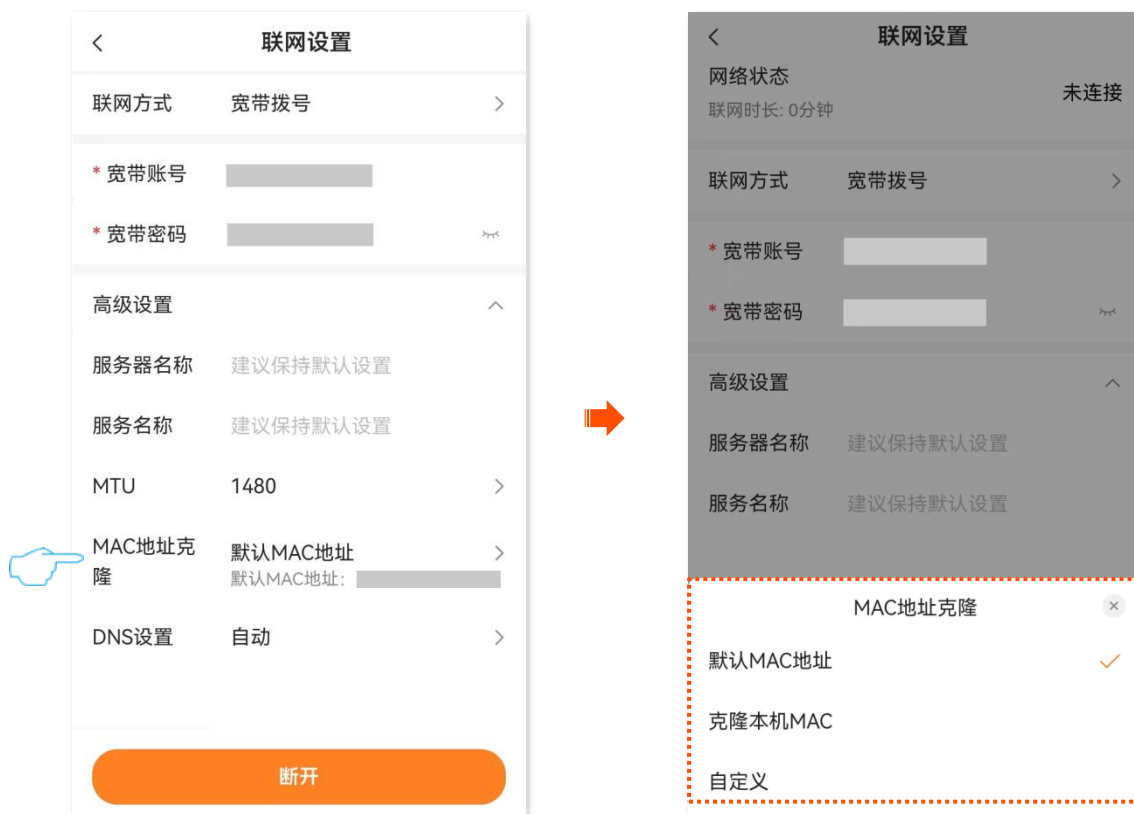 联网设置
联网方式 宽带拨号
* 宽带账号
* 宽带密码
高级设置
服务器名称 建议保持默认设置
服务名称 建议保持默认设置
MTU 1480
MAC地址克隆 默认MAC地址
默认MAC地址:
DNS设置 自动
断开
联网设置
网络状态 未连接
联网时长: 0分钟
联网方式 宽带拨号
* 宽带账号
* 宽带密码
高级设置
服务器名称 建议保持默认设置
服务名称 建议保持默认设置
MAC地址克隆
默认MAC地址
克隆本机MAC
自定义